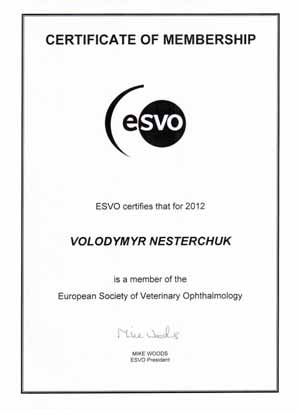 CERTIFICATE OF MEMBERSHIP
esvo
ESVO certifies that for 2012
VOLODYMYR NESTERCHUK
is a member of the
European Society of Veterinary Ophthalmology
Mike Woods
MIKE WOODS
ESVO President